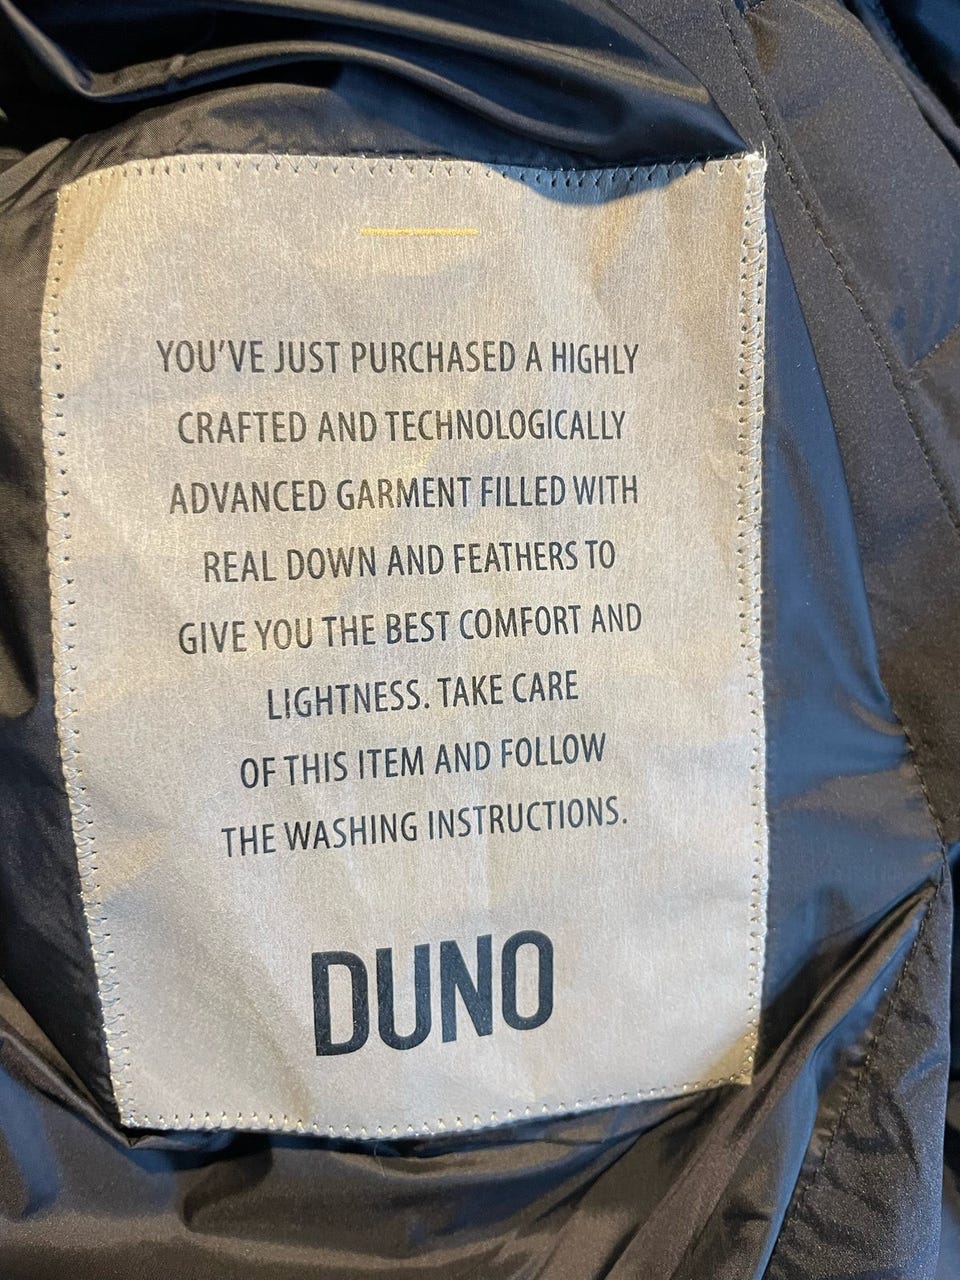 YOU'VE JUST PURCHASED A HIGHLY
CRAFTED AND TECHNOLOGICALLY
ADVANCED GARMENT FILLED WITH
REAL DOWN AND FEATHERS TO
GIVE YOU THE BEST COMFORT AND
LIGHTNESS. TAKE CARE
OF THIS ITEM AND FOLLOW
THE WASHING INSTRUCTIONS.
DUNO